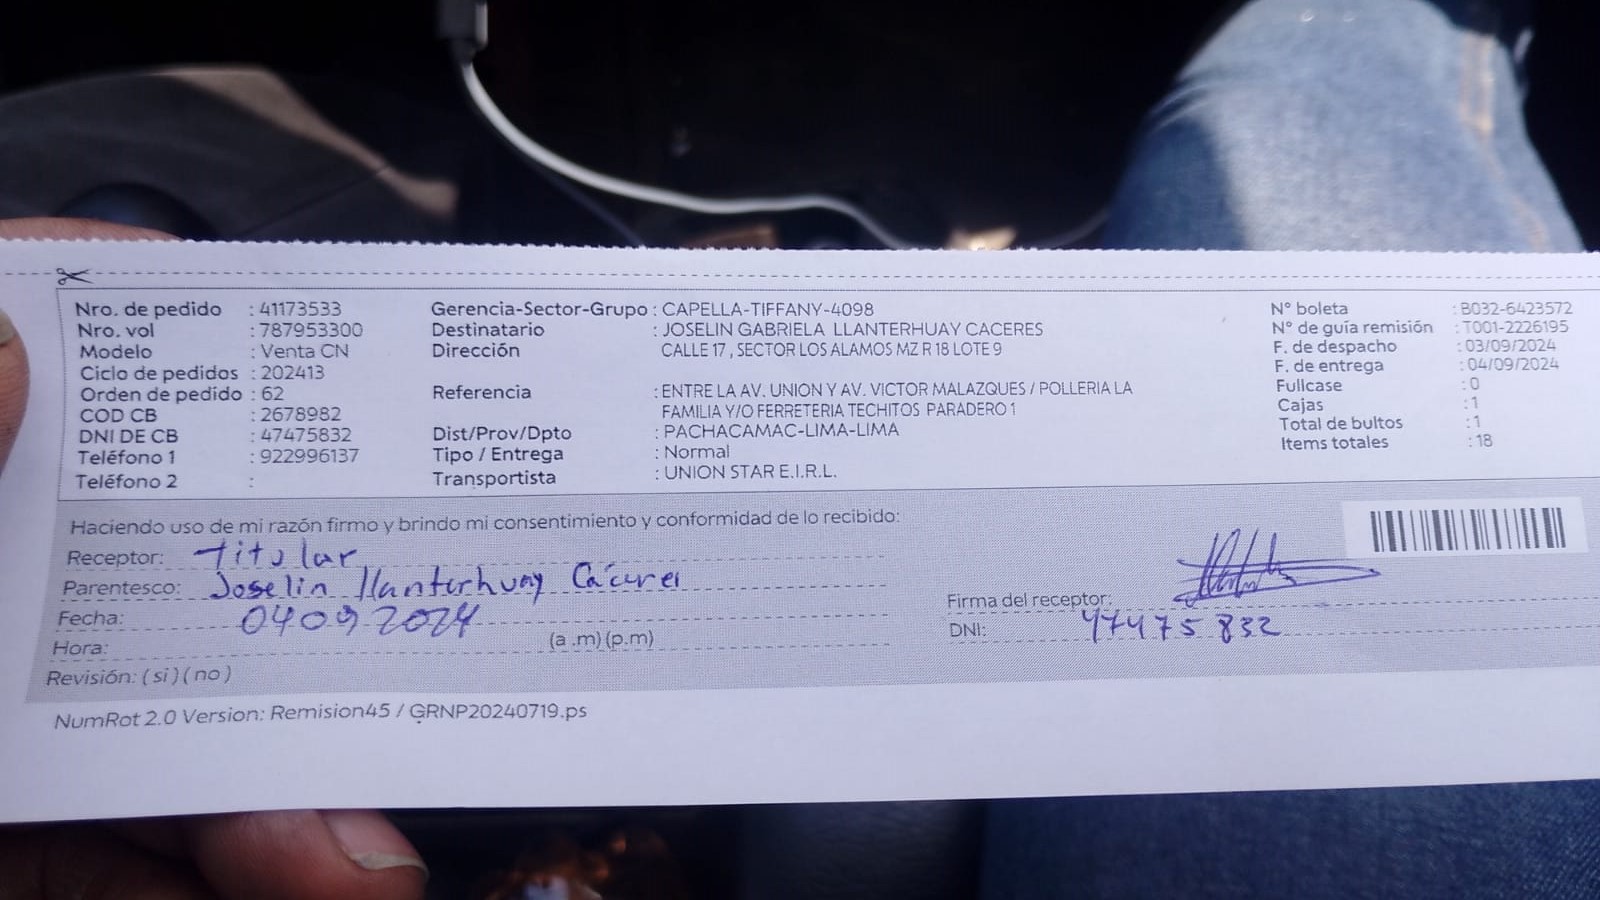 Nro. de pedido : 41173533
Nro. vol : 787953300
Modelo : Venta CN
Ciclo de pedidos : 202413
Orden de pedido : 62
COD CB : 2678982
DNI DE CB : 47475832
Teléfono 1 : 922996137
Teléfono 2 :
Gerencia-Sector-Grupo : CAPELLA-TIFFANY-4098
Destinatario : JOSELIN GABRIELA LLANTERHUAY CACERES
Dirección CALLE 17 , SECTOR LOS ALAMOS MZ R 18 LOTE 9
Referencia : ENTRE LA AV. UNION Y AV. VICTOR MALAZQUES / POLLERIA LA
FAMILIA Y/O FERRETERIA TECHITOS PARADERO 1
Dist/Prov/Dpto : PACHACAMAC-LIMA-LIMA
Tipo / Entrega : Normal
Transportista : UNION STAR E.I.R.L.
N° boleta : B032-6423572
N° de guía remisión : T001-2226195
F. de despacho : 03/09/2024
F. de entrega : 04/09/2024
Fullcase : 0
Cajas : 1
Total de bultos : 1
Items totales : 18
Haciendo uso de mi razón firmo y brindo mi consentimiento y conformidad de lo recibido:
Receptor: Titular
Parentesco: Joselin llanterhuay Cáceres
Fecha: 04 09 2024
Hora: (a .m) (p.m)
Revisión: ( si ) ( no )
Firma del receptor:
DNI: 47475832
NumRot 2.0 Version: Remision45 / GRNP20240719.ps